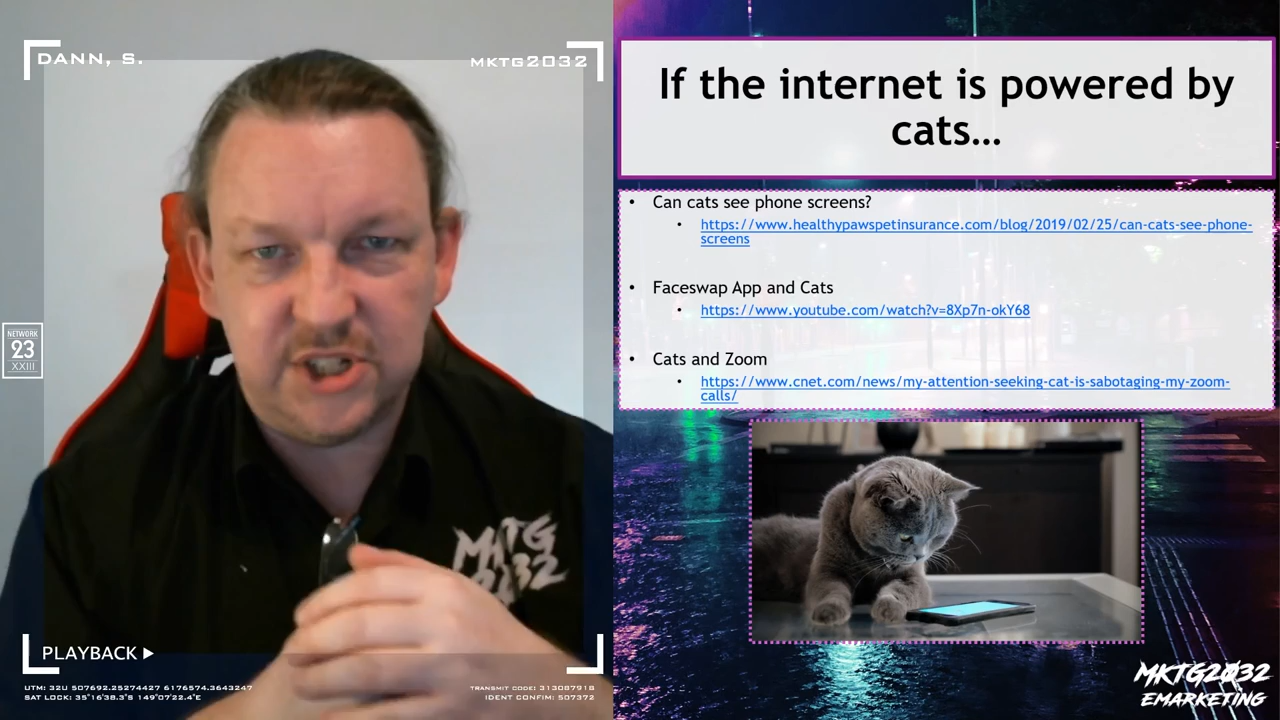 DANN, S.
MKTG2032
NETWORK
23
XXIII
MKTG
2032
PLAYBACK
UTM: 32U 507692.25274427 6176574.3643247
SAT LOCK: 35°16'38.3"S 149°07'22.4"E
TRANSMIT CODE: 31308791B
IDENT CONFIM: 507372
If the internet is powered by
cats…
• Can cats see phone screens?
• https://www.healthypawspetinsurance.com/blog/2019/02/25/can-cats-see-phone-
screens
• Faceswap App and Cats
• https://www.youtube.com/watch?v=8Xp7n-okY68
• Cats and Zoom
• https://www.cnet.com/news/my-attention-seeking-cat-is-sabotaging-my-zoom-
calls/
MKTG2032
EMARKETING